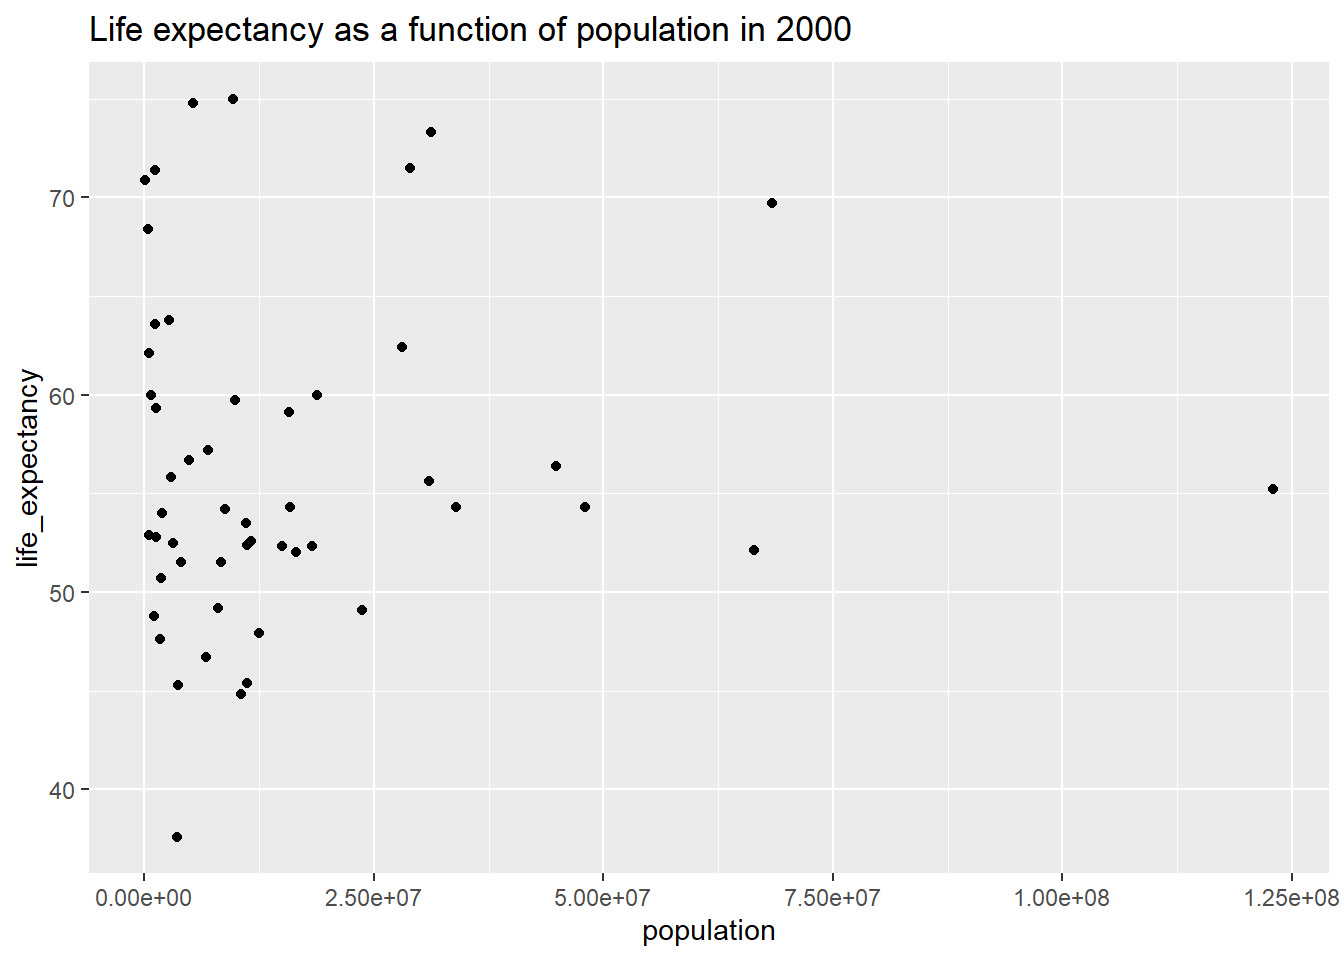 Life expectancy as a function of population in 2000
life_expectancy
70
60
50
40
0.00e+00 2.50e+07 5.00e+07 7.50e+07 1.00e+08 1.25e+08
population